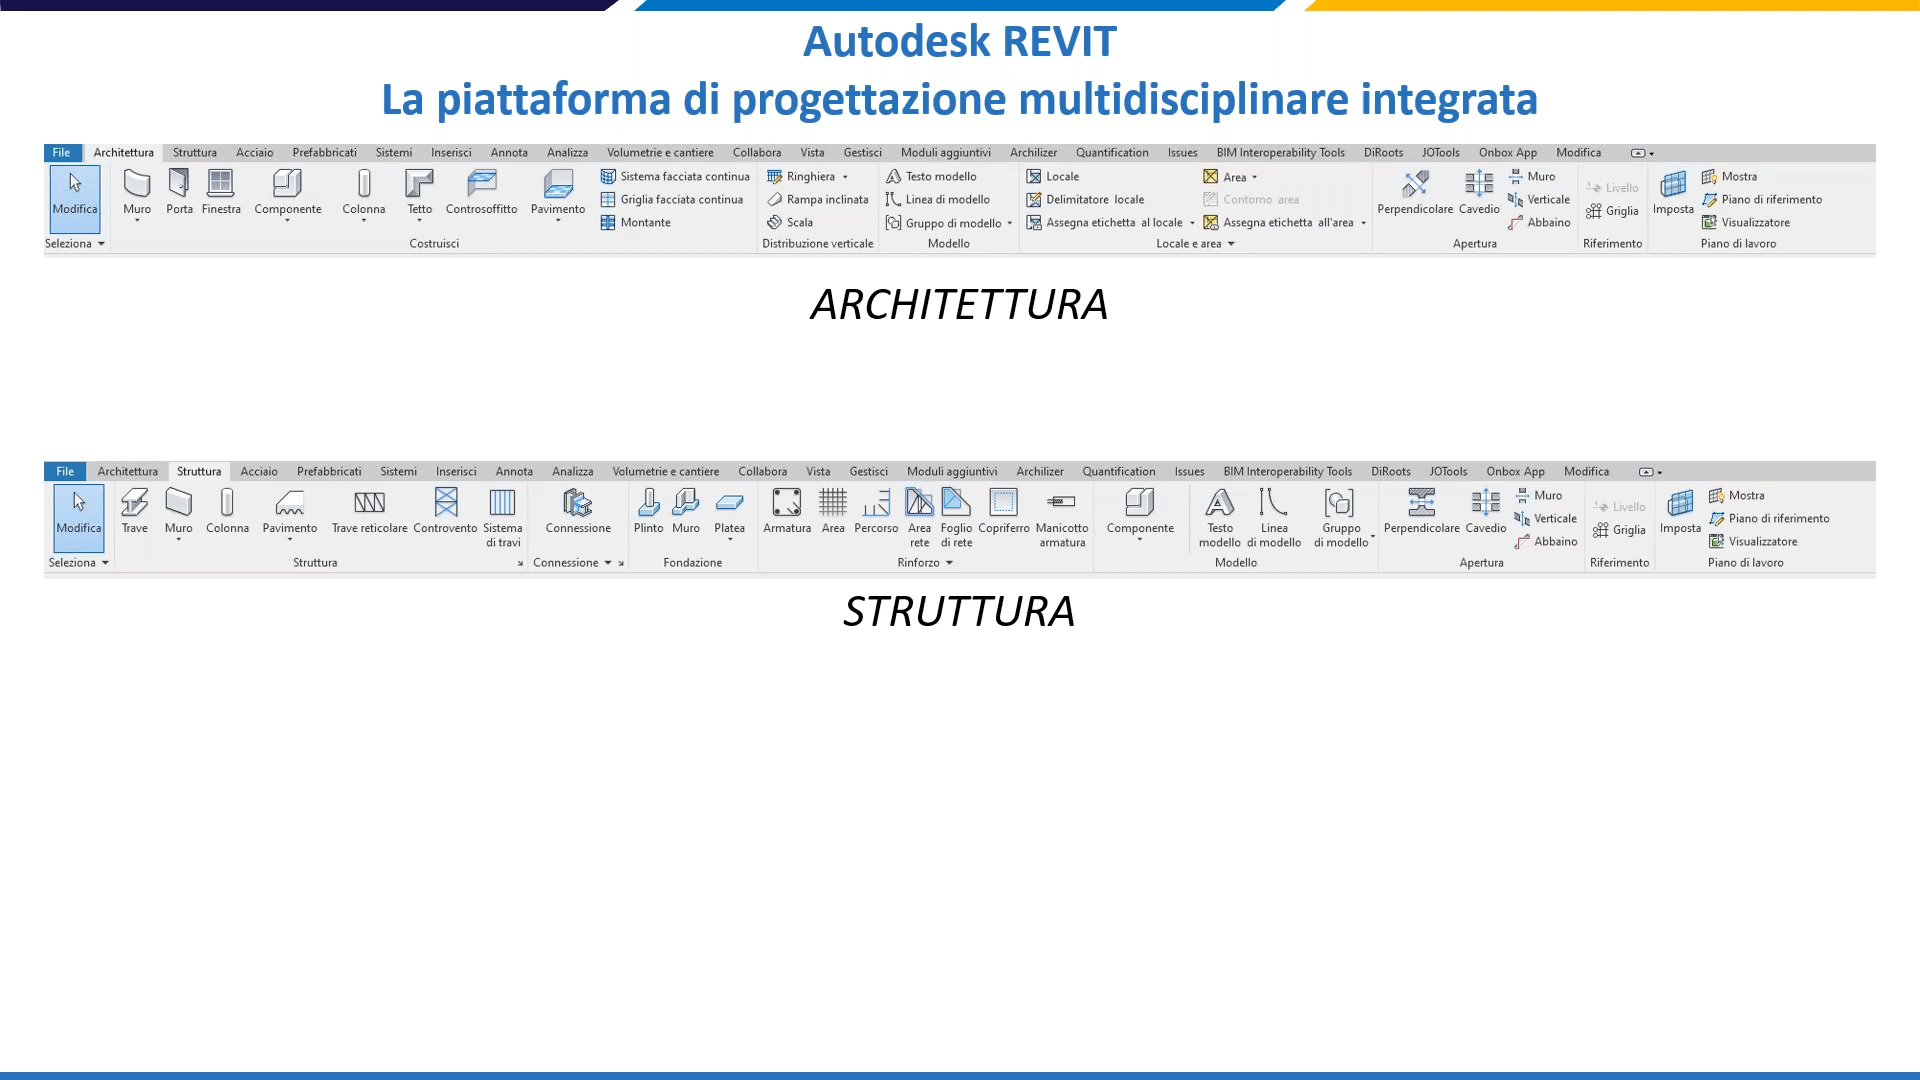 Autodesk REVIT
La piattaforma di progettazione multidisciplinare integrata
File Architettura Struttura Acciaio Prefabbricati Sistemi Inserisci Annota Analizza Volumetrie e cantiere Collabora Vista Gestisci Moduli aggiuntivi Archilizer Quantification Issues BIM Interoperability Tools DiRoots JOTools Onbox App Modifica
Modifica Muro Porta Finestra Componente Colonna Tetto Controsoffitto Pavimento
Sistema facciata continua
Griglia facciata continua
Montante
Ringhiera
Rampa inclinata
Scala
Testo modello
Linea di modello
Gruppo di modello
Locale
Delimitatore locale
Assegna etichetta al locale
Area
Contorno area
Assegna etichetta all'area
Perpendicolare Cavedio
Muro
Verticale
Abbaino
Livello
Griglia
Imposta
Mostra
Piano di riferimento
Visualizzatore
Seleziona Costruisci Distribuzione verticale Modello Locale e area Apertura Riferimento Piano di lavoro
ARCHITETTURA
File Architettura Struttura Acciaio Prefabbricati Sistemi Inserisci Annota Analizza Volumetrie e cantiere Collabora Vista Gestisci Moduli aggiuntivi Archilizer Quantification Issues BIM Interoperability Tools DiRoots JOTools Onbox App Modifica
Modifica Trave Muro Colonna Pavimento Trave reticolare Controvento Sistema
di travi
Connessione
Plinto Muro Platea
Armatura Area Percorso Area
rete
Foglio
di rete
Copriferro Manicotto
armatura
Componente
Testo
modello
Linea
di modello
Gruppo
di modello
Perpendicolare Cavedio
Muro
Verticale
Abbaino
Livello
Griglia
Imposta
Mostra
Piano di riferimento
Visualizzatore
Seleziona Struttura Connessione Fondazione Rinforzo Modello Apertura Riferimento Piano di lavoro
STRUTTURA